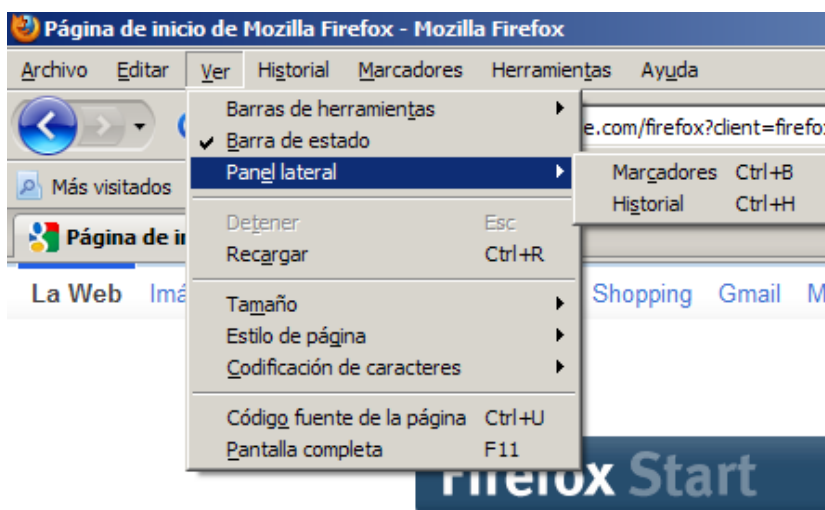 Página de inicio de Mozilla Firefox - Mozilla Firefox
Archivo Editar Ver Historial Marcadores Herramientas Ayuda
Barras de herramientas
e.com/firefox?client=firefo
Barra de estado
Panel lateral
Marcadores Ctrl+B
Más visitados
Historial Ctrl+H
Detener Esc
Página de in
Recargar Ctrl+R
La Web Imá Shopping Gmail M
Tamaño
Estilo de página
Codificación de caracteres
Código fuente de la página Ctrl+U
Pantalla completa F11
Firefox Start